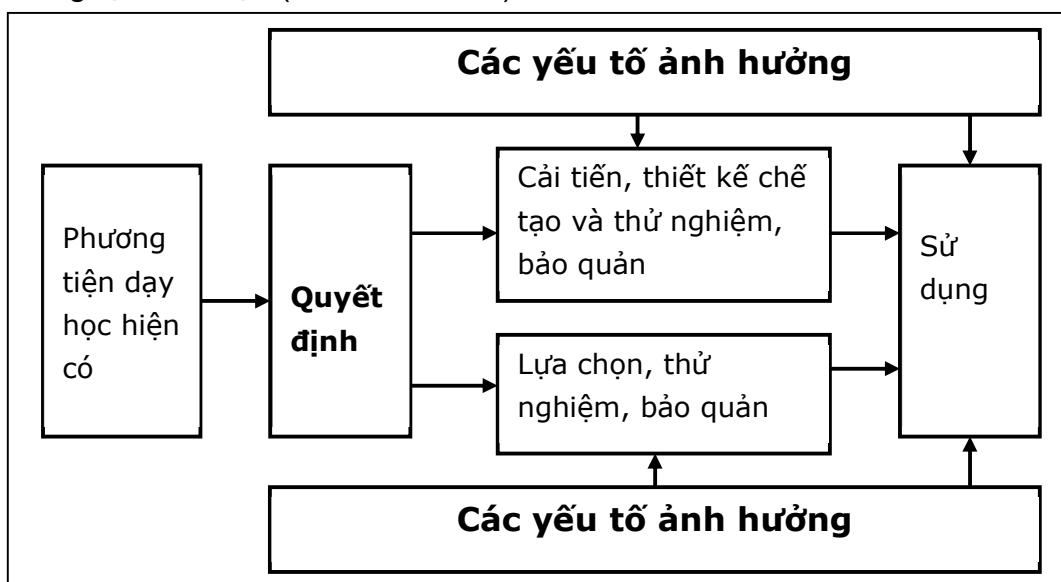 Các yếu tố ảnh hưởng
Phương
tiện dạy
học hiện
có
Quyết
định
Cải tiến, thiết kế chế
tạo và thử nghiệm,
bảo quản
Lựa chọn, thử
nghiệm, bảo quản
Sử
dụng
Các yếu tố ảnh hưởng